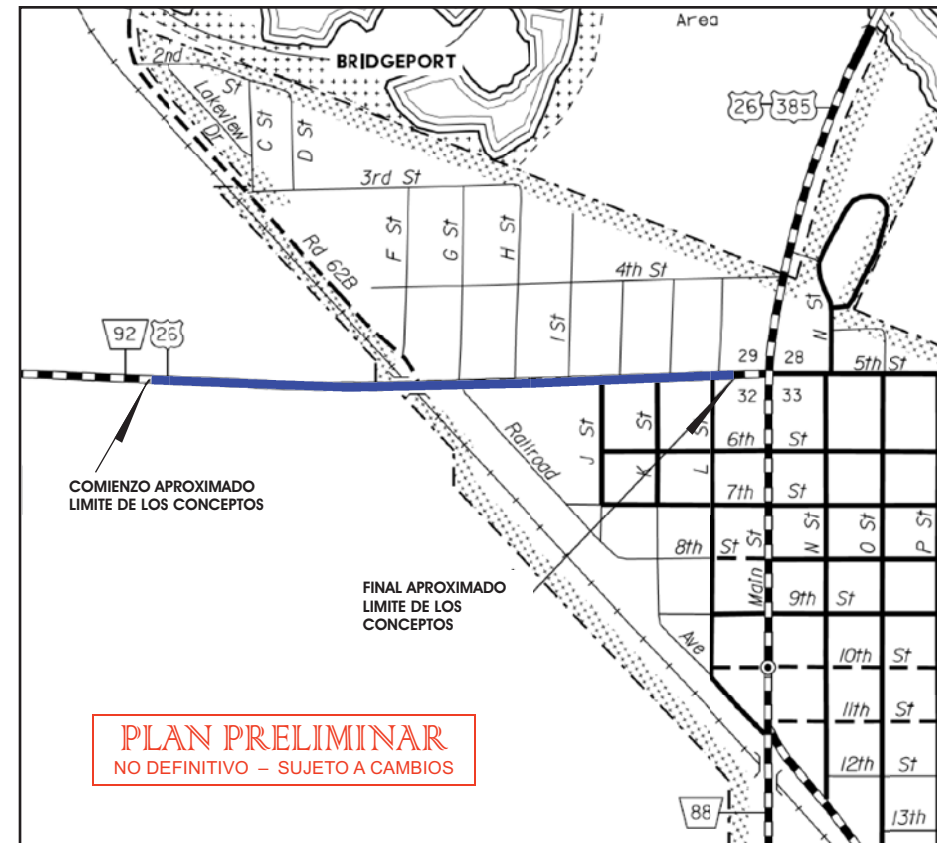 Area
BRIDGEPORT
2nd St
Lakeview Dr
C St
D St
26 385
3rd St
Rd 62B
F St
G St
H St
I St
4th St
N St
92 26
29 28
5th St
32 33
J St
K St
L St
6th St
Railroad Ave
7th St
COMIENZO APROXIMADO
LIMITE DE LOS CONCEPTOS
8th St
Main St
N St
O St
P St
FINAL APROXIMADO
LIMITE DE LOS
CONCEPTOS
9th St
10th St
11th St
PLAN PRELIMINAR
NO DEFINITIVO – SUJETO A CAMBIOS
12th St
88
13th